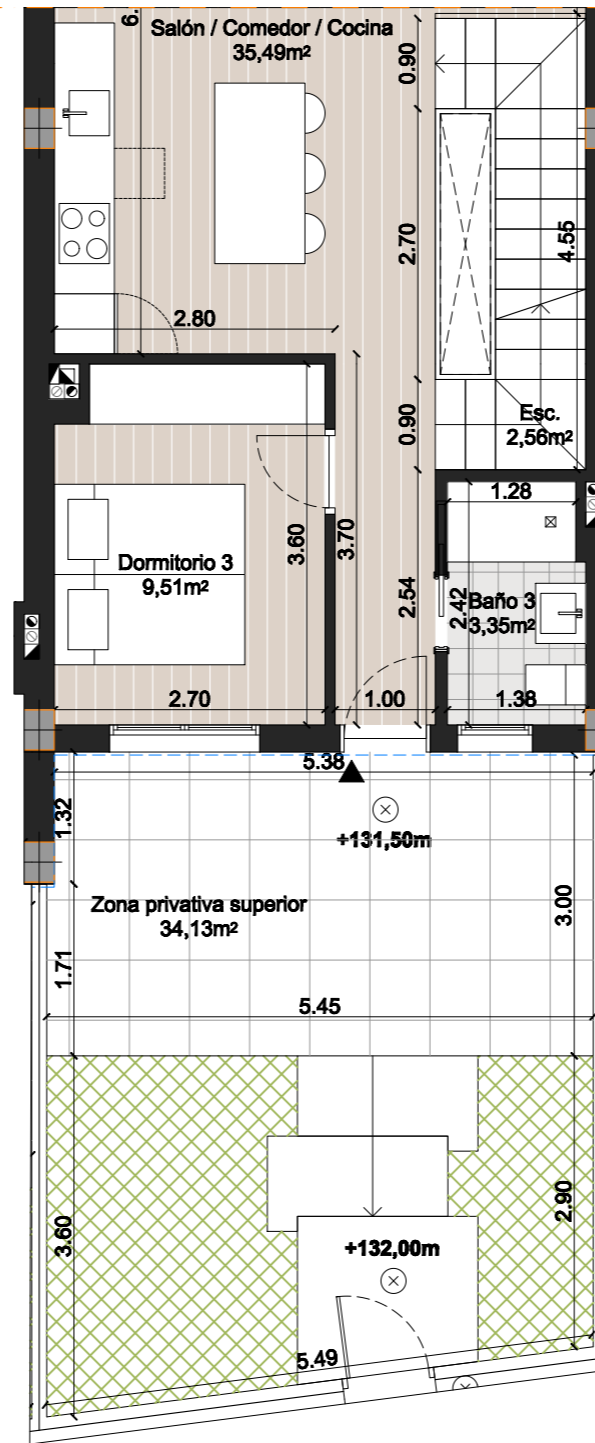 6.
Salón / Comedor / Cocina
35,49m²
0.90
2.70
4.55
2.80
0.90
Esc.
2,56m²
1.28
3.60
3.70
Dormitorio 3
9,51m²
2.54
2.42
Baño 3
3,35m²
2.70
1.00
1.38
5.38
1.32
+131,50m
Zona privativa superior
34,13m²
3.00
1.71
5.45
3.60
2.90
+132,00m
5.49